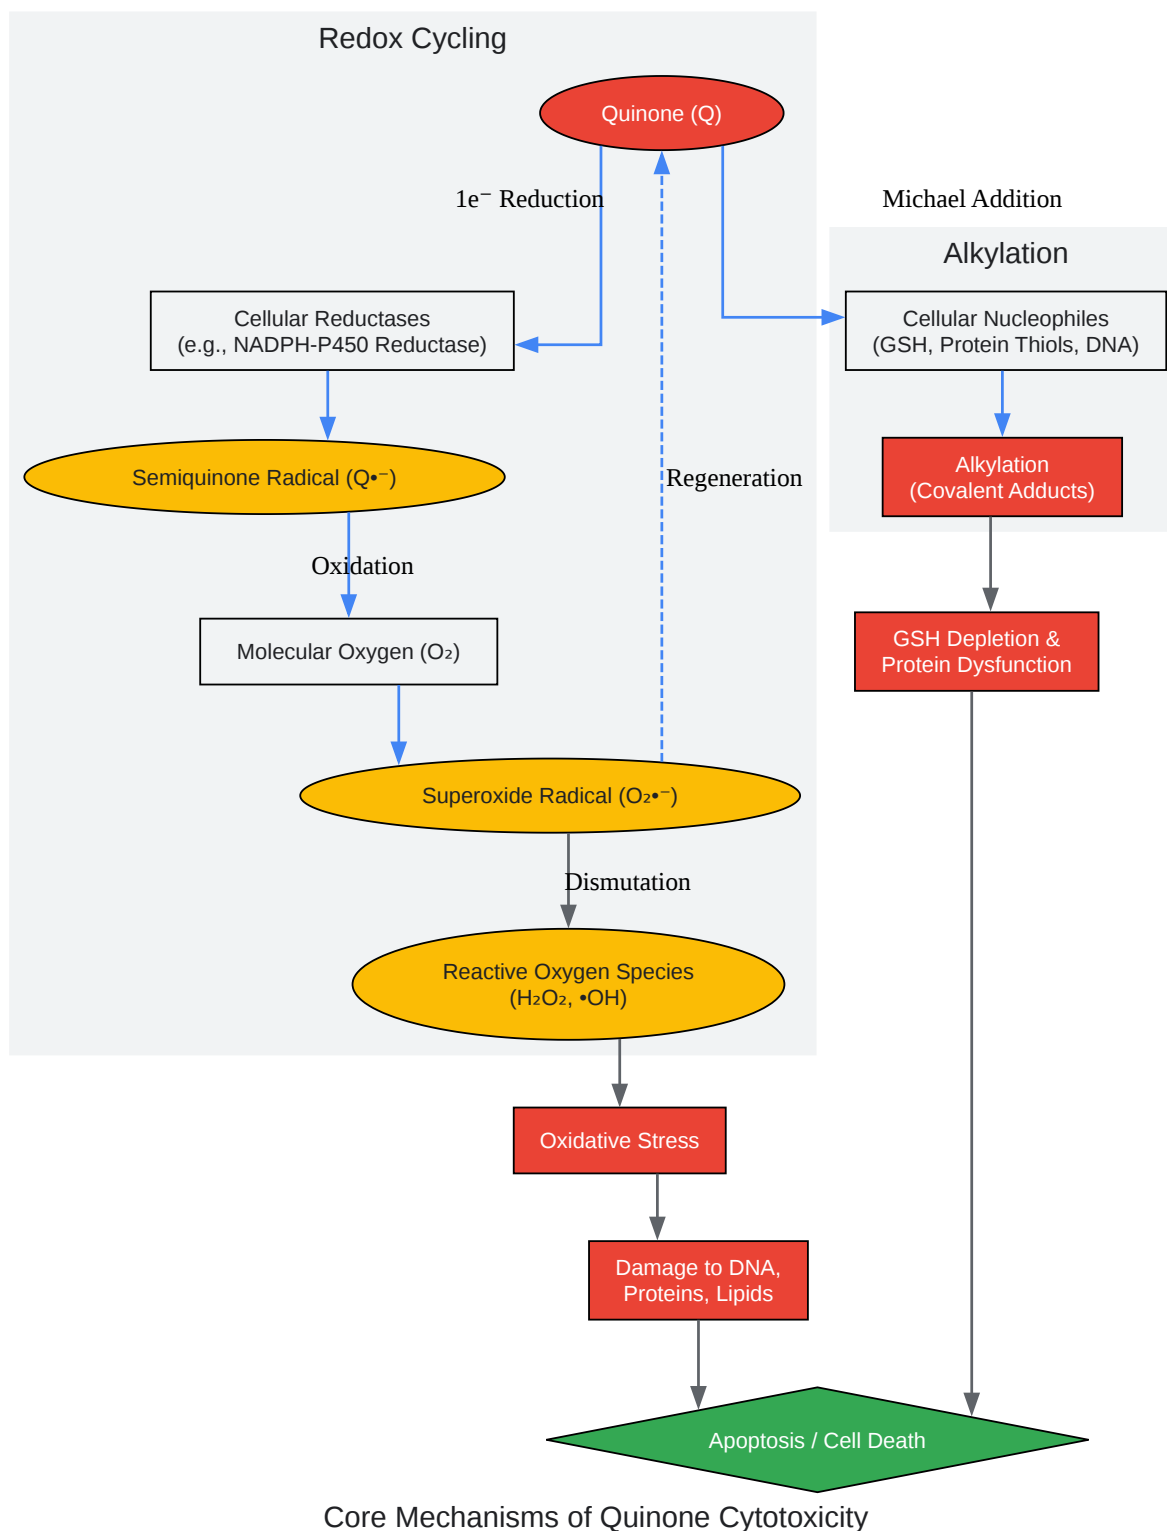 Redox Cycling
Quinone (Q)
1e⁻ Reduction
Michael Addition
Alkylation
Cellular Reductases
(e.g., NADPH-P450 Reductase)
Cellular Nucleophiles
(GSH, Protein Thiols, DNA)
Semiquinone Radical (Q•⁻)
Regeneration
Alkylation
(Covalent Adducts)
Oxidation
Molecular Oxygen (O₂)
GSH Depletion &
Protein Dysfunction
Superoxide Radical (O₂•⁻)
Dismutation
Reactive Oxygen Species
(H₂O₂, •OH)
Oxidative Stress
Damage to DNA,
Proteins, Lipids
Apoptosis / Cell Death
Core Mechanisms of Quinone Cytotoxicity